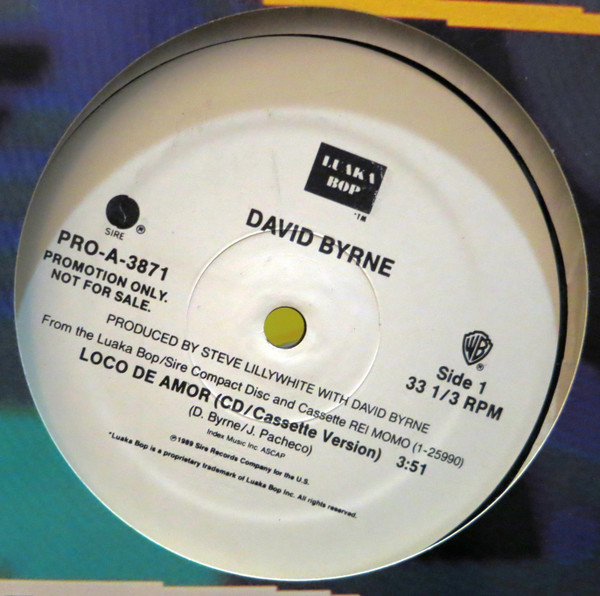 LUAKA
BOP
*TM
SIRE ®
DAVID BYRNE
PRO-A-3871
PROMOTION ONLY.
NOT FOR SALE.
WB ®
Side 1
33 1/3 RPM
PRODUCED BY STEVE LILLYWHITE WITH DAVID BYRNE
From the Luaka Bop/Sire Compact Disc and Cassette REI MOMO (1-25990)
LOCO DE AMOR (CD/Cassette Version) 3:51
(D. Byrne/J. Pacheco)
Index Music Inc. ASCAP
℗1989 Sire Records Company for the U.S.
*Luaka Bop is a proprietary trademark of Luaka Bop Inc. All rights reserved.